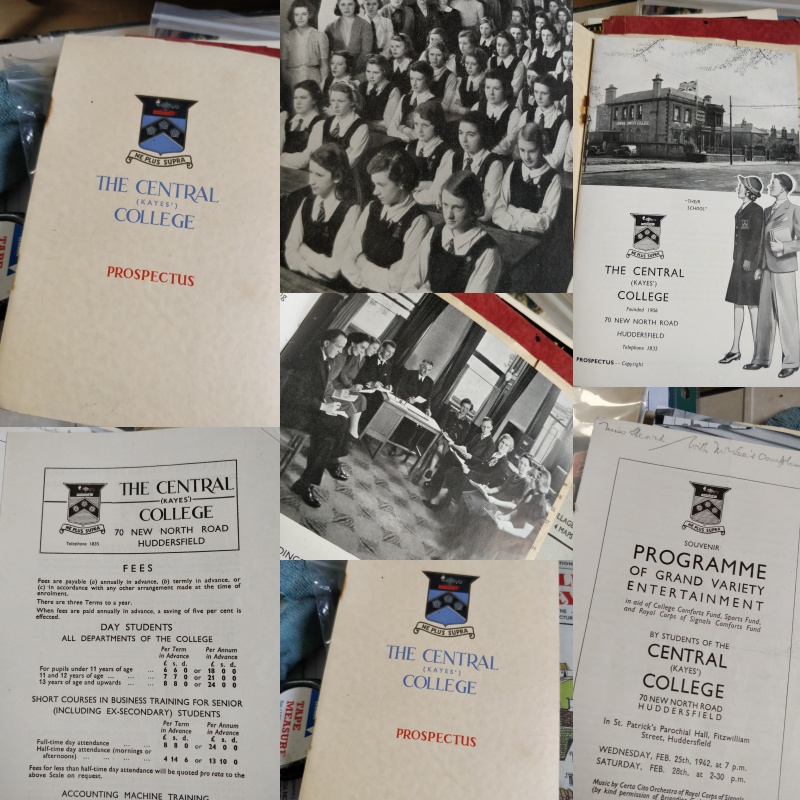 NE PLUS SUPRA
THE CENTRAL
(KAYES')
COLLEGE
PROSPECTUS
TAPE
"THEIR
SCHOOL"
NE PLUS SUPRA
THE CENTRAL
(KAYES')
COLLEGE
Founded 1906
70 NEW NORTH ROAD
HUDDERSFIELD
Telephone 1835
PROSPECTUS — Copyright
THE CENTRAL
(KAYES')
COLLEGE
70 NEW NORTH ROAD
HUDDERSFIELD
NE PLUS SUPRA
Telephone 1835
FEES
Fees are payable (a) annually in advance, (b) termly in advance, or
(c) in accordance with any other arrangement made at the time of
enrolment.
There are three Terms to a year.
When fees are paid annually in advance, a saving of five per cent is
effected.
DAY STUDENTS
ALL DEPARTMENTS OF THE COLLEGE
Per Term Per Annum
in Advance in Advance
£ s. d. £ s. d.
For pupils under 11 years of age ... 6 6 0 or 18 0 0
11 and 12 years of age ... ... ... 7 7 0 or 21 0 0
13 years of age and upwards ... ... 8 8 0 or 24 0 0
SHORT COURSES IN BUSINESS TRAINING FOR SENIOR
(INCLUDING EX-SECONDARY) STUDENTS
Per Term Per Annum
in Advance in Advance
£ s. d. £ s. d.
Full-time day attendance ... ... ... 8 8 0 or 24 0 0
Half-time day attendance (mornings or
afternoons) ... ... ... ... 4 14 6 or 13 10 0
Fees for less than half-time day attendance will be quoted pro rata to the
above Scale on request.
ACCOUNTING MACHINE TRAINING
NE PLUS SUPRA
THE CENTRAL
(KAYES')
COLLEGE
PROSPECTUS
TAPE
MEASURE
With
NE PLUS SUPRA
SOUVENIR
PROGRAMME
OF GRAND VARIETY
ENTERTAINMENT
in aid of College Comforts Fund, Sports Fund,
and Royal Corps of Signals Comforts Fund
BY STUDENTS OF THE
CENTRAL
(KAYES')
COLLEGE
70 NEW NORTH ROAD
HUDDERSFIELD
In St. Patrick's Parochial Hall, Fitzwilliam
Street, Huddersfield
WEDNESDAY, FEB. 25th, 1942, at 7 p.m.
SATURDAY, FEB. 28th, at 2-30 p.m.
Music by Certa Cito Orchestra of Royal Corps of Signals